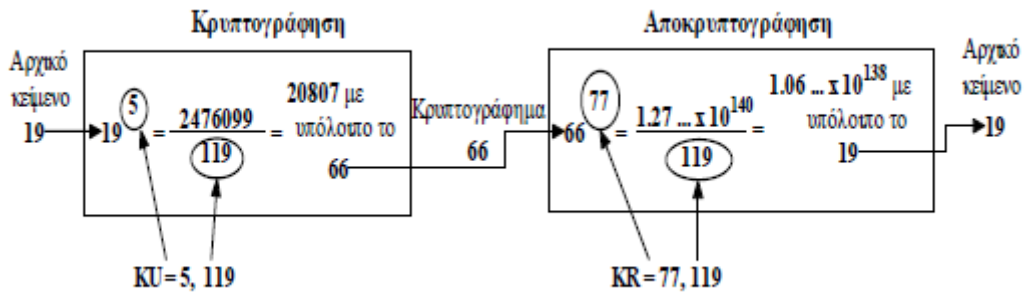 Κρυπτογράφηση
Αρχικό
κείμενο
19
19^5 = 2476099 / 119 = 20807 με
υπόλοιπο το
66
KU = 5, 119
Κρυπτογράφημα
66
Αποκρυπτογράφηση
66^77 = 1.27 ... x 10^140 / 119 = 1.06 ... x 10^138 με
υπόλοιπο το
19
KR = 77, 119
Αρχικό
κείμενο
19